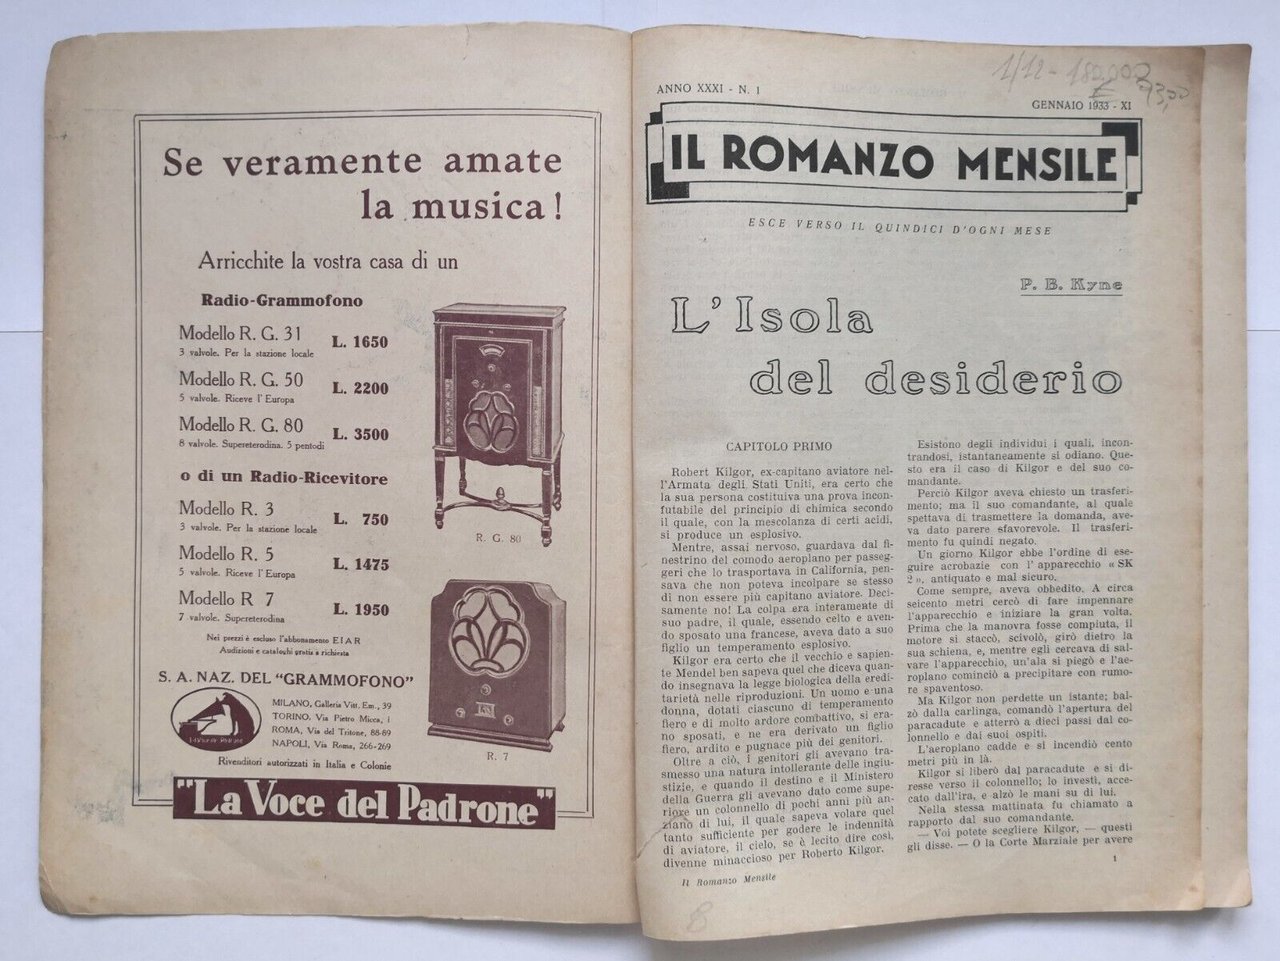 Se veramente amate
la musica!
Arricchite la vostra casa di un
Radio-Grammofono
Modello R. G. 31
3 valvole. Per la stazione locale
L. 1650
Modello R. G. 50
5 valvole. Riceve l'Europa
L. 2200
Modello R. G. 80
8 valvole. Supereterodina. 5 pentodi
L. 3500
o di un Radio-Ricevitore
Modello R. 3
3 valvole. Per la stazione locale
L. 750
Modello R. 5
5 valvole. Riceve l'Europa
L. 1475
Modello R 7
7 valvole. Supereterodina
L. 1950
Nei prezzi è escluso l'abbonamento EIAR
Audizioni e cataloghi gratis a richiesta
R. G. 80
R. 7
S. A. NAZ. DEL "GRAMMOFONO"
MILANO, Galleria Vitt. Em., 39
TORINO, Via Pietro Micca, 1
ROMA, Via del Tritone, 88-89
NAPOLI, Via Roma, 266-269
Rivenditori autorizzati in Italia e Colonie
"La Voce del Padrone"
1/12 - 180.000
ANNO XXXI - N. 1
GENNAIO 1933 - XI
IL ROMANZO MENSILE
ESCE VERSO IL QUINDICI D'OGNI MESE
P. B. Kyne
L'Isola
del desiderio
CAPITOLO PRIMO
Robert Kilgor, ex-capitano aviatore nel-
l'Armata degli Stati Uniti, era certo che
la sua persona costituiva una prova incon-
futabile del principio di chimica secondo
il quale, con la mescolanza di certi acidi,
si produce un esplosivo.
Mentre, assai nervoso, guardava dal fi-
nestrino del comodo aeroplano per passeg-
geri che lo trasportava in California, pen-
sava che non poteva incolpare se stesso
di non essere più capitano aviatore. Deci-
samente no! La colpa era interamente di
suo padre, il quale, essendo celto e aven-
do sposato una francese, aveva dato a suo
figlio un temperamento esplosivo.
Kilgor era certo che il vecchio e sapien-
te Mendel ben sapeva quel che diceva quan-
do insegnava la legge biologica della eredi-
tarietà nelle riproduzioni. Un uomo e una
donna, dotati ciascuno di temperamento
fiero e di molto ardore combattivo, si era-
no sposati, e ne era derivato un figlio
fiero, ardito e pugnace più dei genitori.
Oltre a ciò, i genitori gli avevano tra-
smesso una natura intollerante delle ingiu-
stizie, e quando il destino e il Ministero
della Guerra gli avevano dato come supe-
riore un colonnello di pochi anni più an-
ziano di lui, il quale sapeva volare quel
tanto sufficiente per godere le indennità
di aviatore, il cielo, se è lecito dire così,
divenne minaccioso per Roberto Kilgor.
Esistono degli individui i quali, incon-
trandosi, istantaneamente si odiano. Que-
sto era il caso di Kilgor e del suo co-
mandante.
Perciò Kilgor aveva chiesto un trasferi-
mento; ma il suo comandante, al quale
spettava di trasmettere la domanda, ave-
va dato parere sfavorevole. Il trasferi-
mento fu quindi negato.
Un giorno Kilgor ebbe l'ordine di ese-
guire acrobazie con l'apparecchio « SK
2 », antiquato e mal sicuro.
Come sempre, aveva obbedito. A circa
seicento metri cercò di fare impennare
l'apparecchio e iniziare la gran volta.
Prima che la manovra fosse compiuta, il
motore si staccò, scivolò, girò dietro la
sua schiena, e, mentre egli cercava di sal-
vare l'apparecchio, un'ala si piegò e l'ae-
roplano cominciò a precipitare con rumo-
re spaventoso.
Ma Kilgor non perdette un istante; bal-
zò dalla carlinga, comandò l'apertura del
paracadute e atterrò a dieci passi dal co-
lonnello e dai suoi ospiti.
L'aeroplano cadde e si incendiò cento
metri più in là.
Kilgor si liberò dal paracadute e si di-
resse verso il colonnello; lo investì, acce-
cato dall'ira, e alzò le mani su di lui.
Nella stessa mattinata fu chiamato a
rapporto dal suo comandante.
— Voi potete scegliere Kilgor, — questi
gli disse. — O la Corte Marziale per avere
Il Romanzo Mensile
1